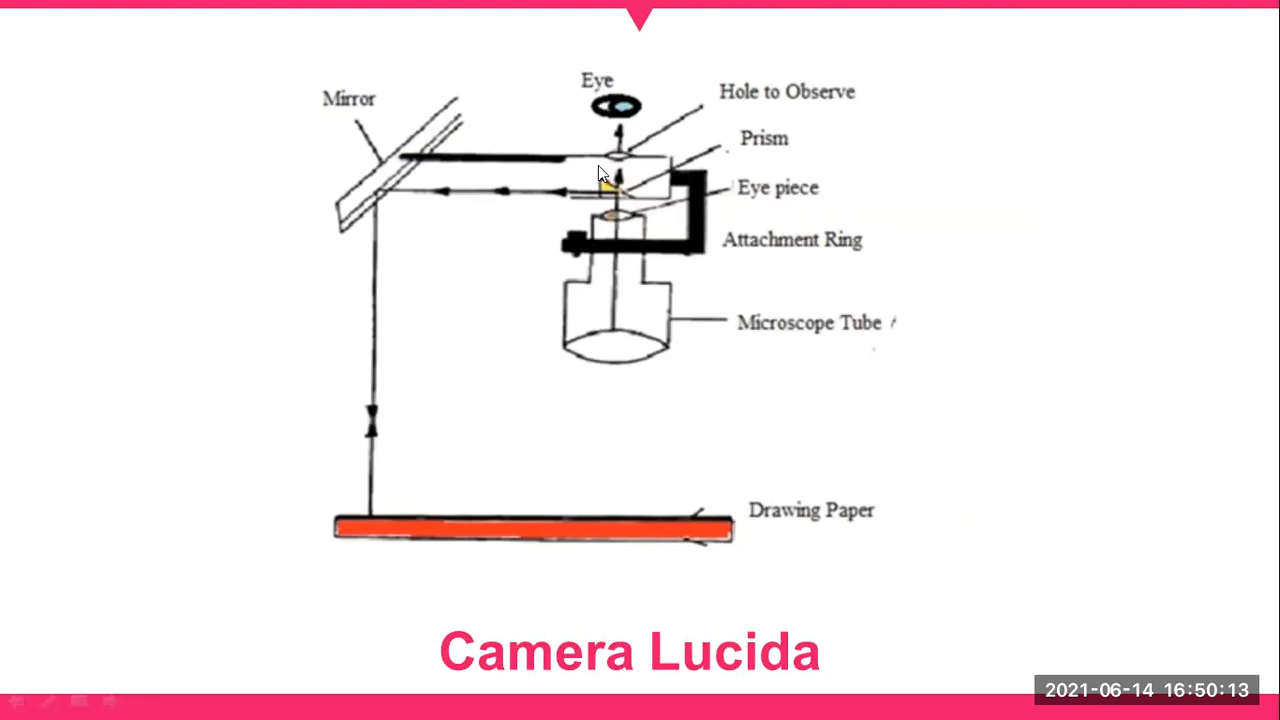 Eye
Mirror
Hole to Observe
Prism
Eye piece
Attachment Ring
Microscope Tube
Drawing Paper
Camera Lucida
2021-06-14 16:50:13